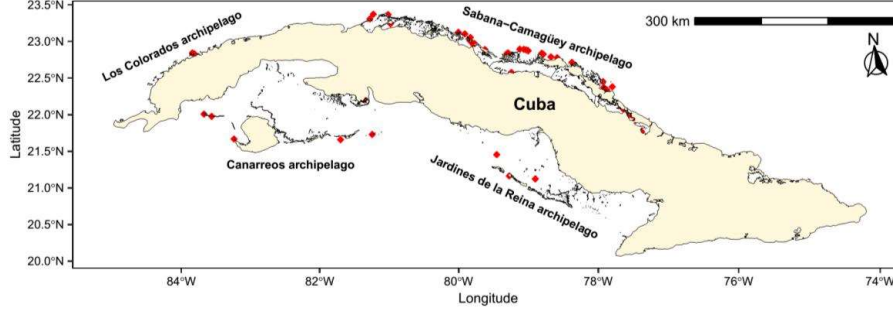 23.5°N
23.0°N
22.5°N
22.0°N
21.5°N
21.0°N
20.5°N
20.0°N
Latitude
Los Colorados archipelago
Sabana~Camagüey archipelago
300 km
N
Cuba
Canarreos archipelago
Jardines de la Reina archipelago
84°W
82°W
80°W
78°W
76°W
74°W
Longitude